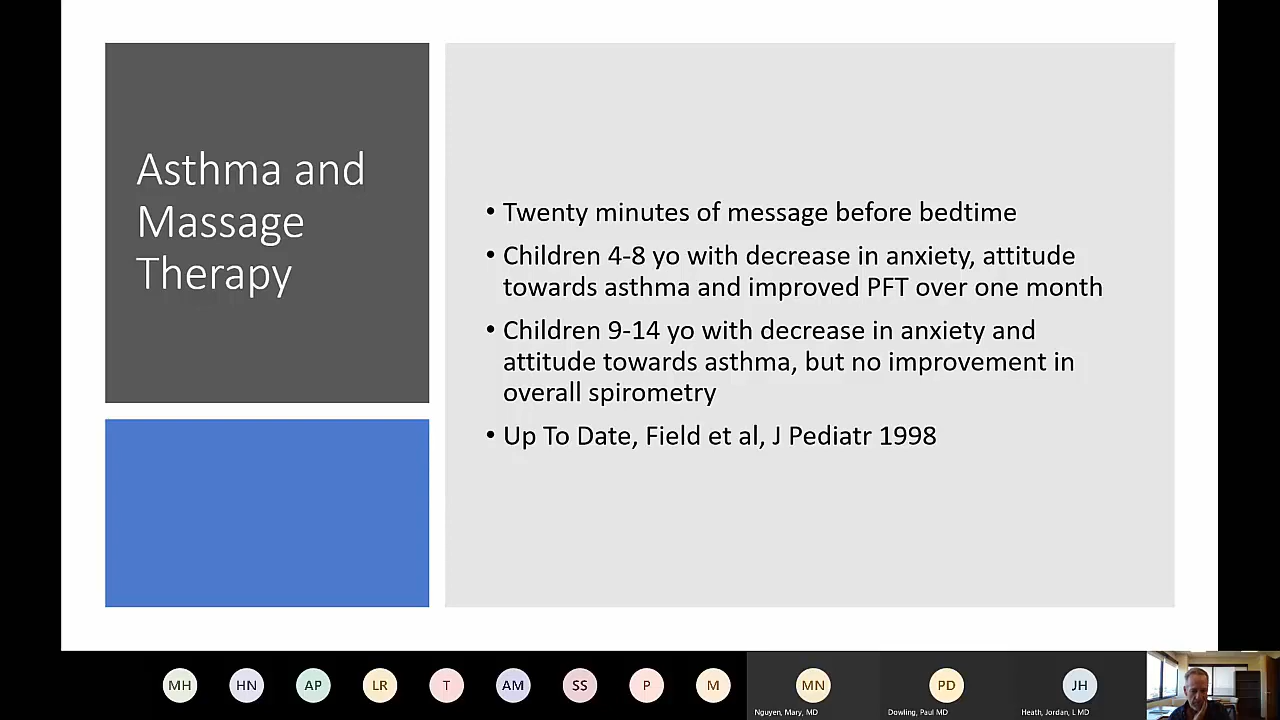 Asthma and
Massage
Therapy
• Twenty minutes of message before bedtime
• Children 4-8 yo with decrease in anxiety, attitude
towards asthma and improved PFT over one month
• Children 9-14 yo with decrease in anxiety and
attitude towards asthma, but no improvement in
overall spirometry
• Up To Date, Field et al, J Pediatr 1998
MH
HN
AP
LR
T
AM
SS
P
M
MN
PD
JH
Nguyen, Mary, MD
Dowling, Paul MD
Heath, Jordan, L MD